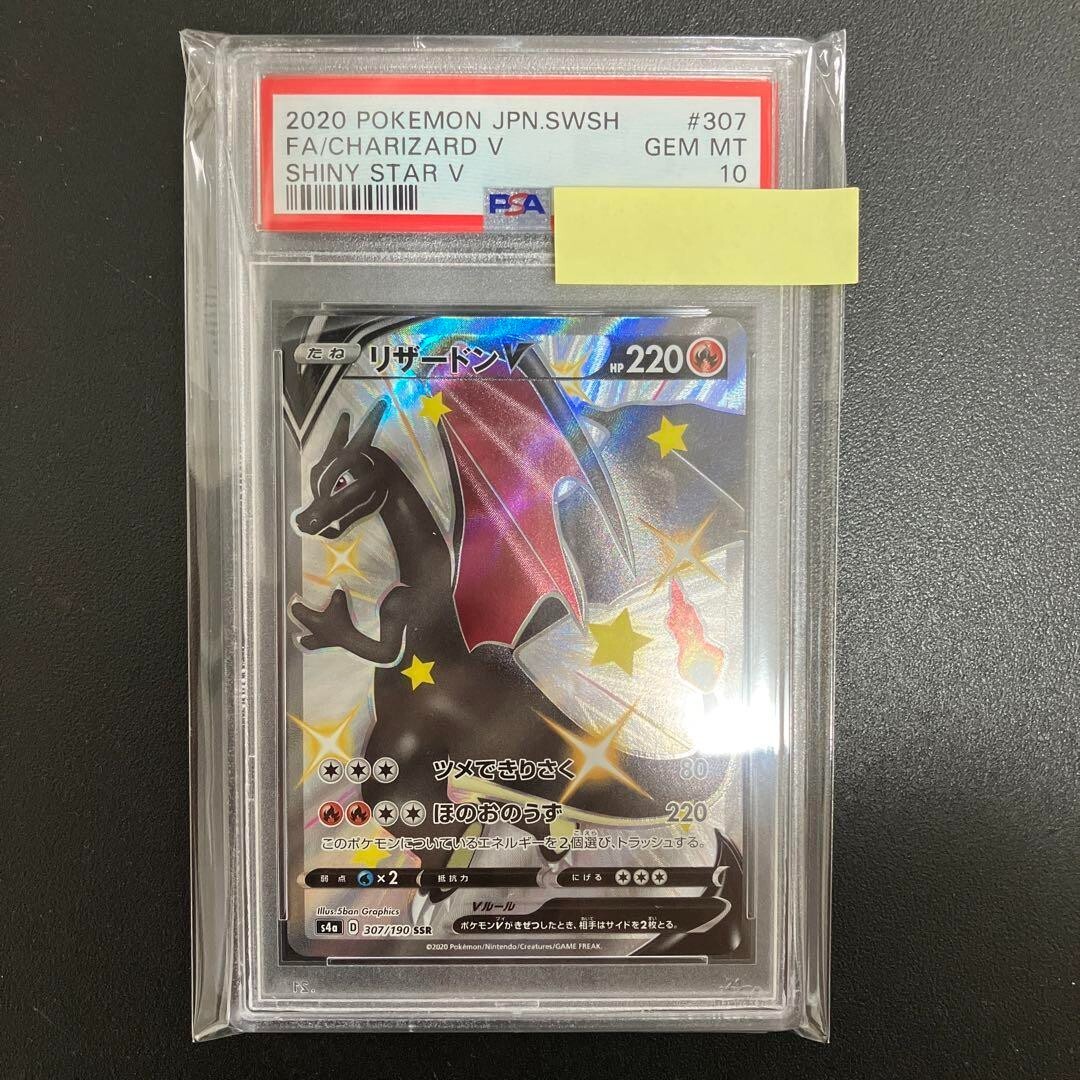 2020 POKEMON JPN.SWSH #307
FA/CHARIZARD V GEM MT
SHINY STAR V 10
PSA
たね リザードンV HP 220
ツメできりさく 80
ほのおのうず 220
このポケモンについているエネルギーを2個選び、トラッシュする。
弱点 ×2 抵抗力 にげる
Vルール
ポケモンVがきぜつしたとき、相手はサイドを2枚とる。
Illus.5ban Graphics
s4a D 307/190 SSR
©2020 Pokémon/Nintendo/Creatures/GAME FREAK.